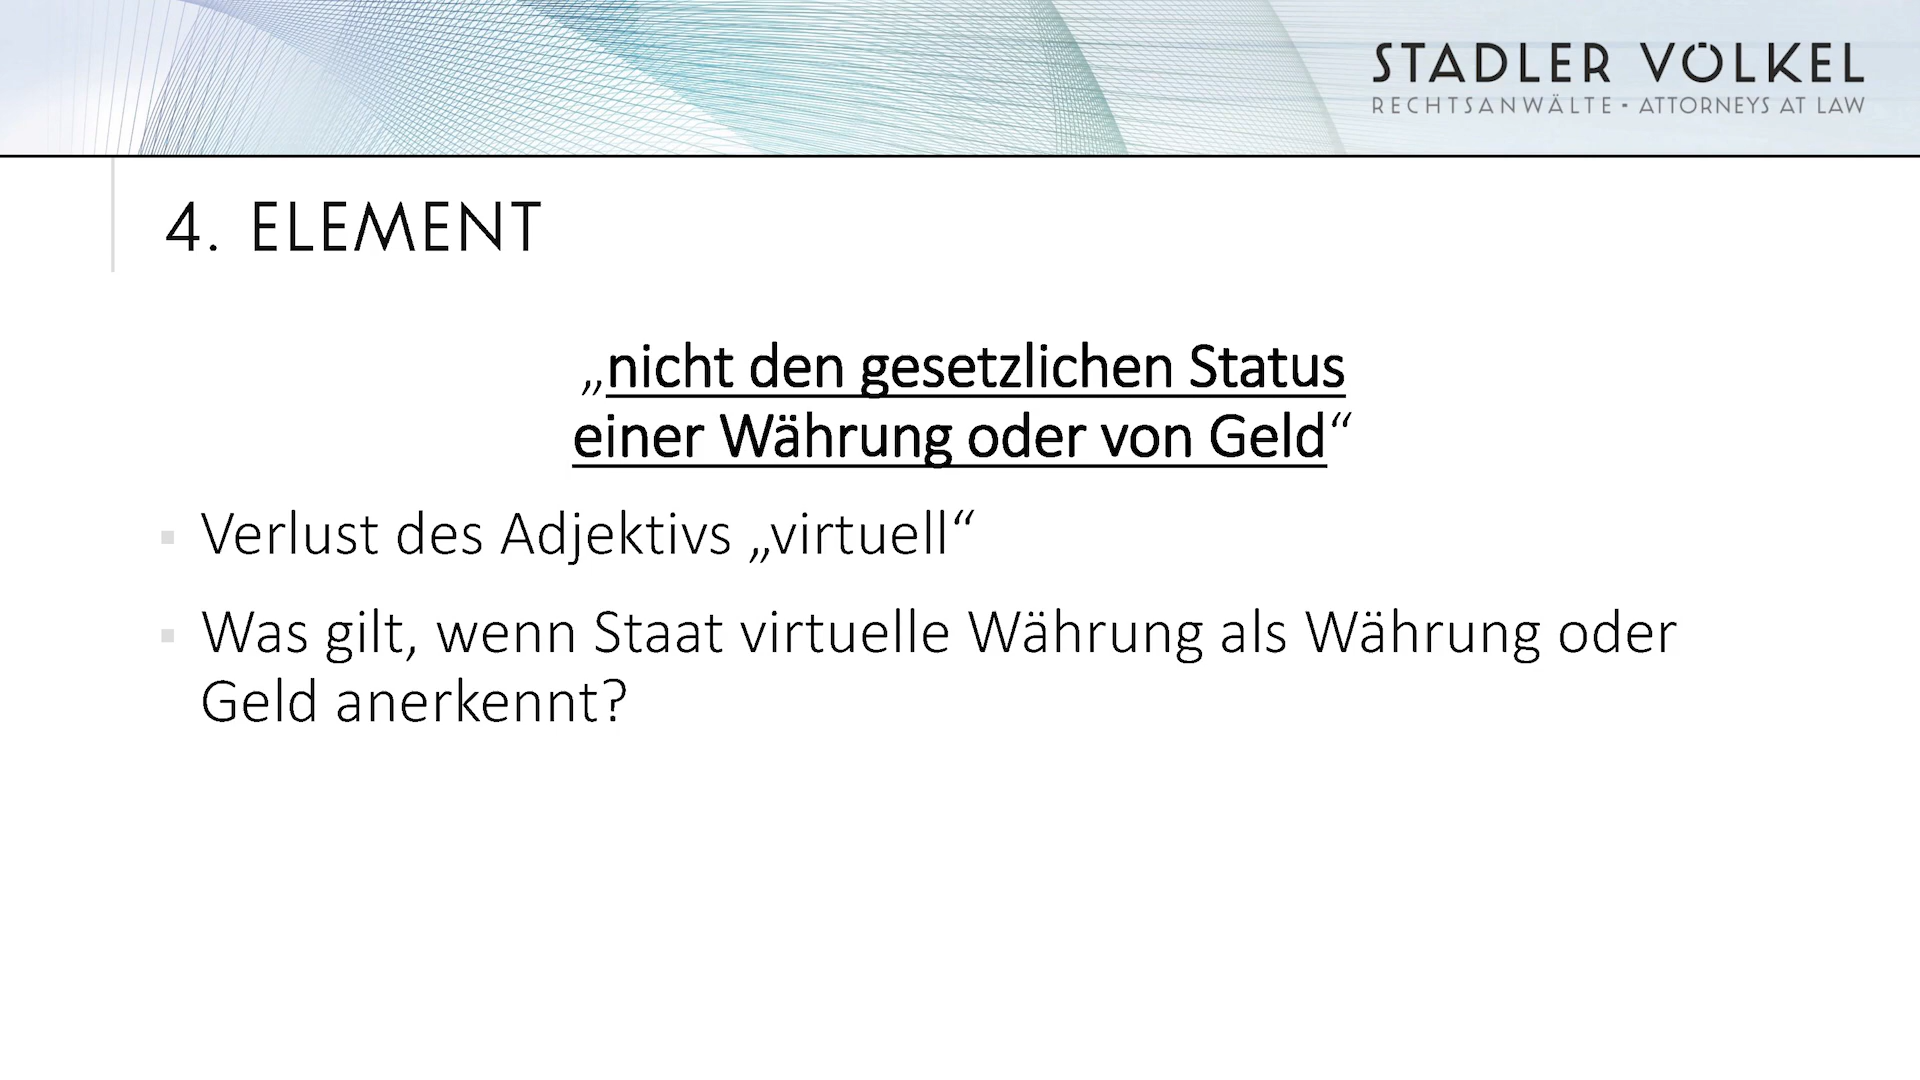 STADLER VÖLKEL
RECHTSANWÄLTE • ATTORNEYS AT LAW
4. ELEMENT
„nicht den gesetzlichen Status
einer Währung oder von Geld“
▪ Verlust des Adjektivs „virtuell“
▪ Was gilt, wenn Staat virtuelle Währung als Währung oder
Geld anerkennt?